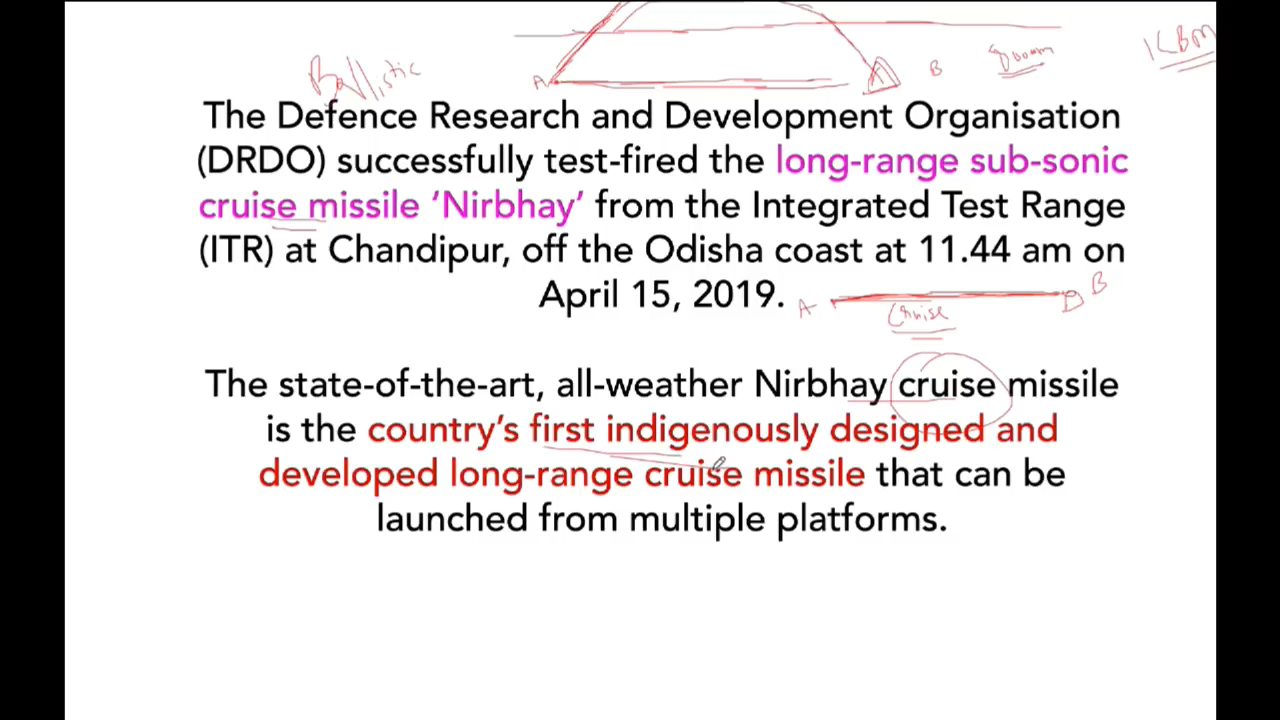 Ballistic
A
B
The Defence Research and Development Organisation
(DRDO) successfully test-fired the long-range sub-sonic
cruise missile ‘Nirbhay’ from the Integrated Test Range
(ITR) at Chandipur, off the Odisha coast at 11.44 am on
April 15, 2019.
A
B
Cruise
The state-of-the-art, all-weather Nirbhay cruise missile
is the country’s first indigenously designed and
developed long-range cruise missile that can be
launched from multiple platforms.